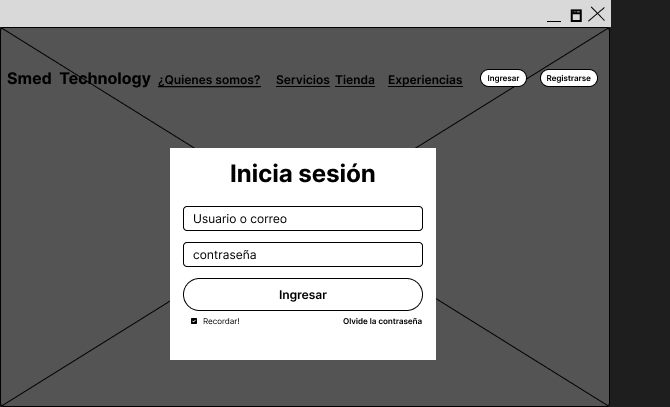 Smed Technology ¿Quienes somos? Servicios Tienda Experiencias Ingresar Registrarse
Inicia sesión
Usuario o correo
contraseña
Ingresar
Recordar! Olvide la contraseña